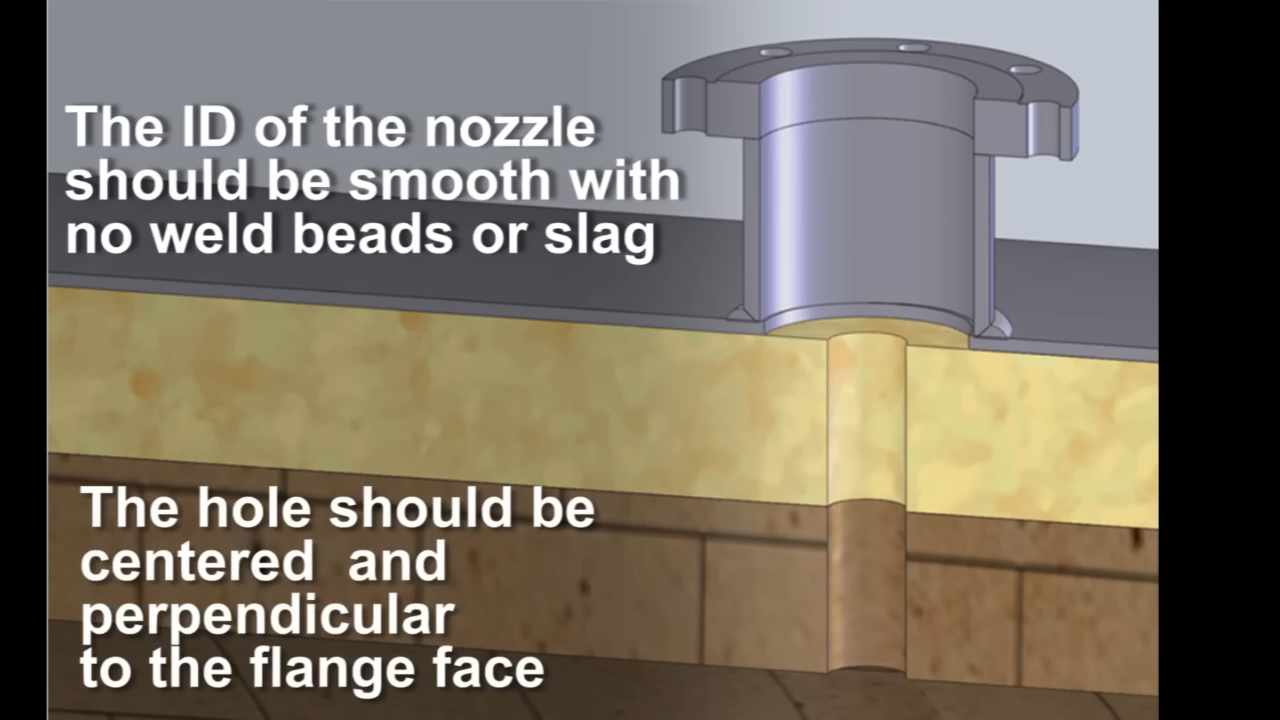 The ID of the nozzle
should be smooth with
no weld beads or slag
The hole should be
centered  and
perpendicular
to the flange face